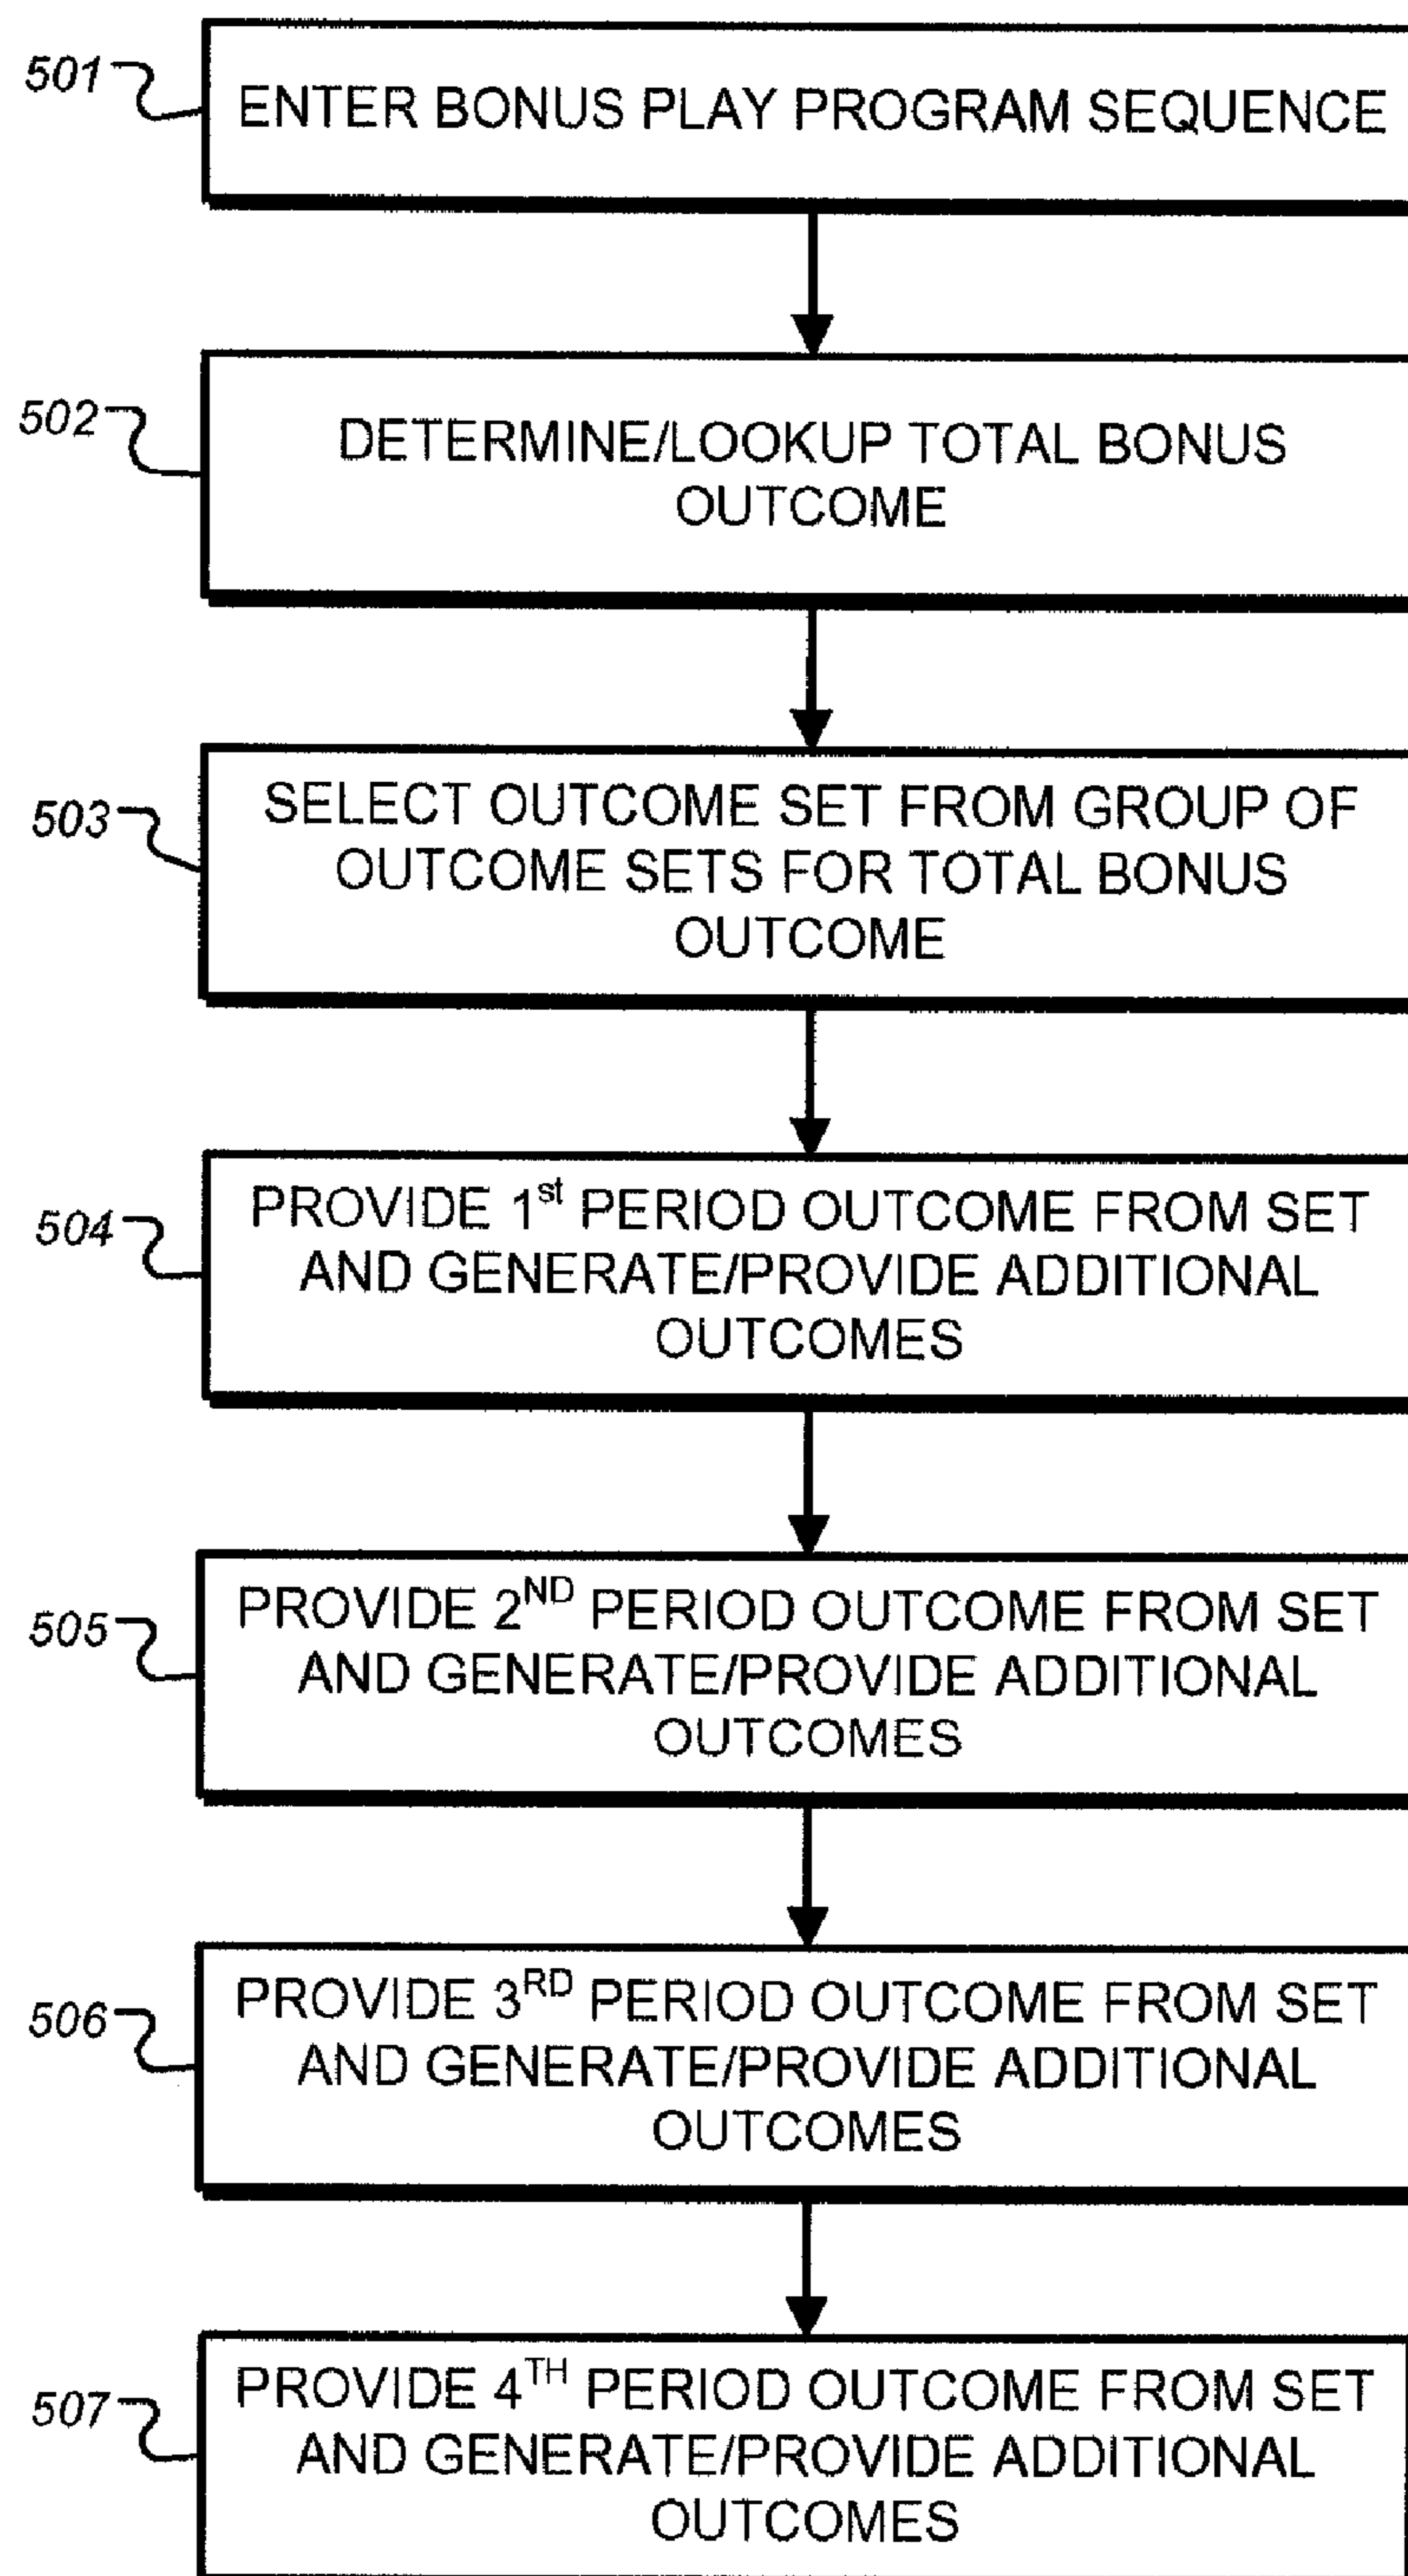 501
ENTER BONUS PLAY PROGRAM SEQUENCE
502
DETERMINE/LOOKUP TOTAL BONUS
OUTCOME
503
SELECT OUTCOME SET FROM GROUP OF
OUTCOME SETS FOR TOTAL BONUS
OUTCOME
504
PROVIDE 1st PERIOD OUTCOME FROM SET
AND GENERATE/PROVIDE ADDITIONAL
OUTCOMES
505
PROVIDE 2ND PERIOD OUTCOME FROM SET
AND GENERATE/PROVIDE ADDITIONAL
OUTCOMES
506
PROVIDE 3RD PERIOD OUTCOME FROM SET
AND GENERATE/PROVIDE ADDITIONAL
OUTCOMES
507
PROVIDE 4TH PERIOD OUTCOME FROM SET
AND GENERATE/PROVIDE ADDITIONAL
OUTCOMES